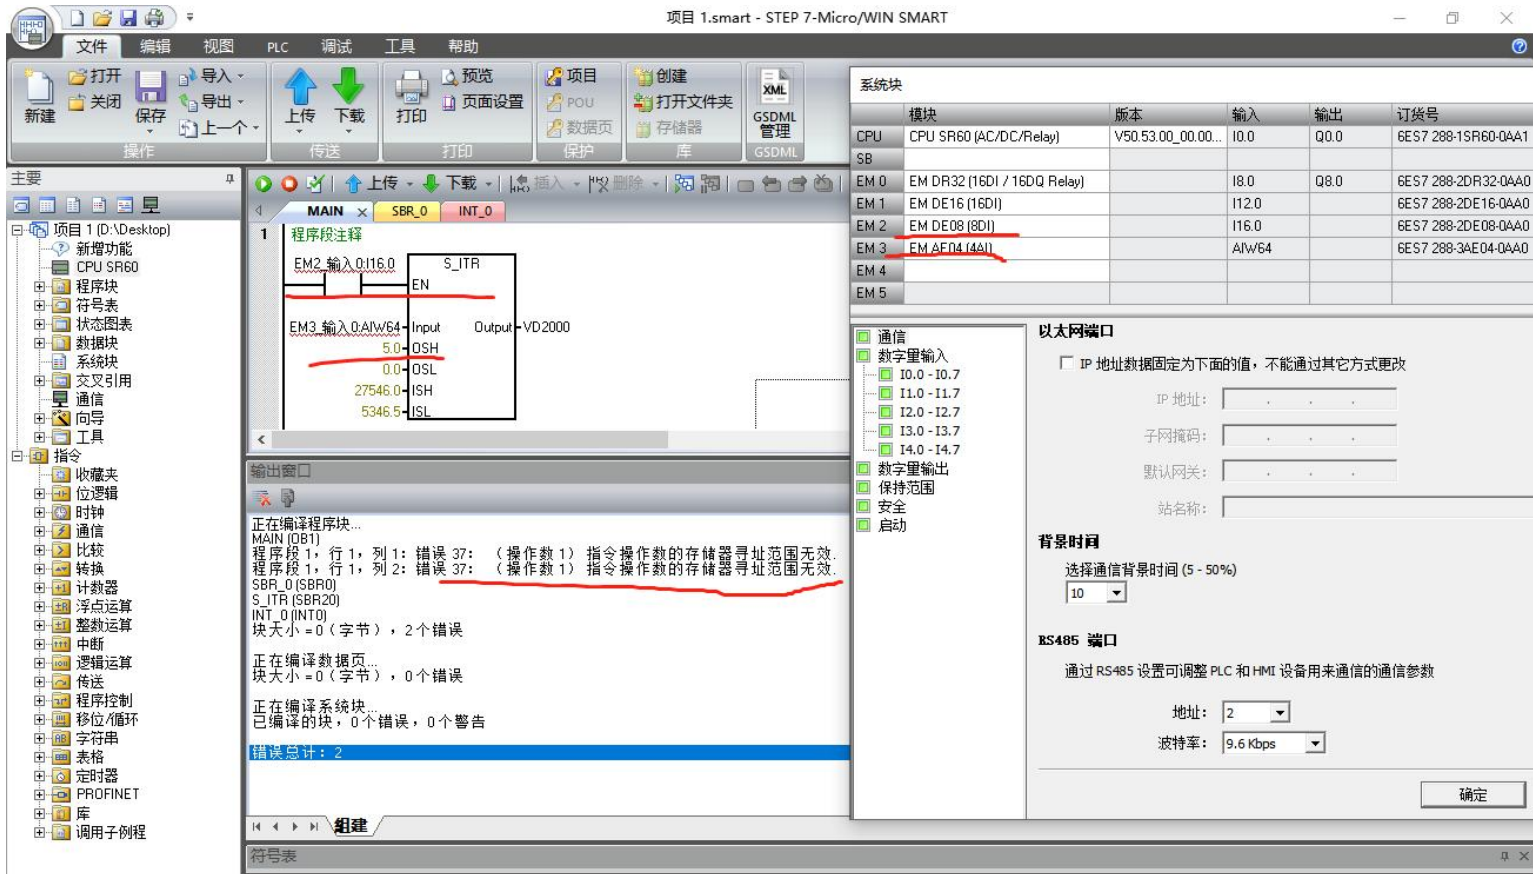 项目 1.smart - STEP 7-Micro/WIN SMART
文件 编辑 视图 PLC 调试 工具 帮助
新建 打开 关闭 保存 导入 导出 上一个
操作
上传 下载
传送
打印 预览 页面设置
打印
项目 POU 数据页
保护
创建 打开文件夹 存储器
库
XML
GSDML 管理
GSDML
主要
项目 1 (D:\Desktop)
新增功能
CPU SR60
程序块
符号表
状态图表
数据块
系统块
交叉引用
通信
向导
工具
指令
收藏夹
位逻辑
时钟
通信
比较
转换
计数器
浮点运算
整数运算
中断
逻辑运算
传送
程序控制
移位/循环
字符串
表格
定时器
PROFINET
库
调用子例程
上传 下载 插入 删除
MAIN SBR_0 INT_0
1 程序段注释
EM2_输入0:I16.0 S_ITR
EN
EM3_输入0:AIW64 Input Output VD2000
5.0 OSH
0.0 OSL
27546.0 ISH
5346.5 ISL
输出窗口
正在编译程序块...
MAIN (OB1)
程序段 1, 行 1, 列 1: 错误 37: (操作数 1) 指令操作数的存储器寻址范围无效.
程序段 1, 行 1, 列 2: 错误 37: (操作数 1) 指令操作数的存储器寻址范围无效.
SBR_0 (SBR0)
S_ITR (SBR20)
INT_0 (INT0)
块大小 = 0 (字节), 2个错误
正在编译数据页...
块大小 = 0 (字节), 0个错误
正在编译系统块...
已编译的块, 0个错误, 0个警告
错误总计: 2
组建
符号表
系统块
模块 版本 输入 输出 订货号
CPU CPU SR60 (AC/DC/Relay) V50.53.00_00.00... I0.0 Q0.0 6ES7 288-1SR60-0AA1
SB
EM 0 EM DR32 (16DI / 16DQ Relay) I8.0 Q8.0 6ES7 288-2DR32-0AA0
EM 1 EM DE16 (16DI) I12.0 6ES7 288-2DE16-0AA0
EM 2 EM DE08 (8DI) I16.0 6ES7 288-2DE08-0AA0
EM 3 EM AE04 (4AI) AIW64 6ES7 288-3AE04-0AA0
EM 4
EM 5
通信
数字量输入
I0.0 - I0.7
I1.0 - I1.7
I2.0 - I2.7
I3.0 - I3.7
I4.0 - I4.7
数字量输出
保持范围
安全
启动
以太网端口
IP 地址数据固定为下面的值，不能通过其它方式更改
IP 地址:
子网掩码:
默认网关:
站名称:
背景时间
选择通信背景时间 (5 - 50%)
10
RS485 端口
通过 RS485 设置可调整 PLC 和 HMI 设备用来通信的通信参数
地址: 2
波特率: 9.6 Kbps
确定